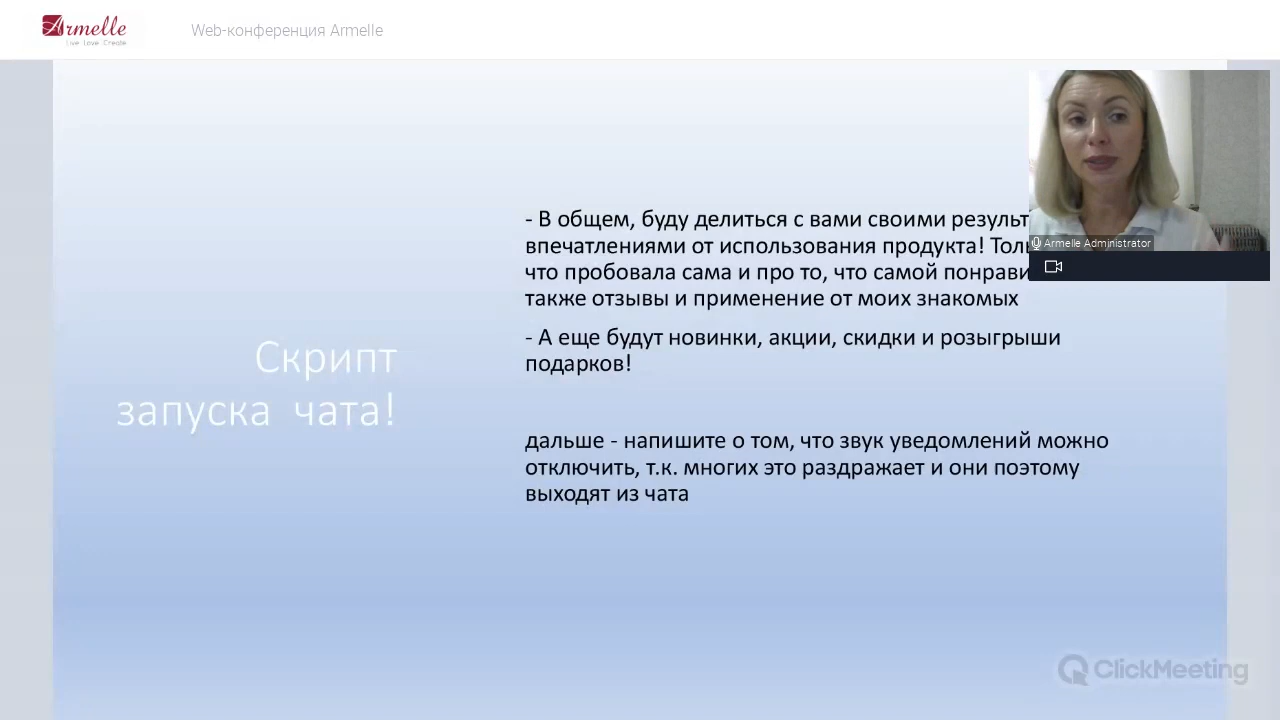 Armelle
Live Love Create
Web-конференция Armelle
- В общем, буду делиться с вами своими
впечатлениями от использования продукта!
что пробовала сама и про то, что самой
также отзывы и применение от моих знакомых
- А еще будут новинки, акции, скидки и розыгрыши
подарков!
Скрипт
запуска чата!
дальше - напишите о том, что звук уведомлений можно
отключить, т.к. многих это раздражает и они поэтому
выходят из чата
Armelle Administrator
ClickMeeting